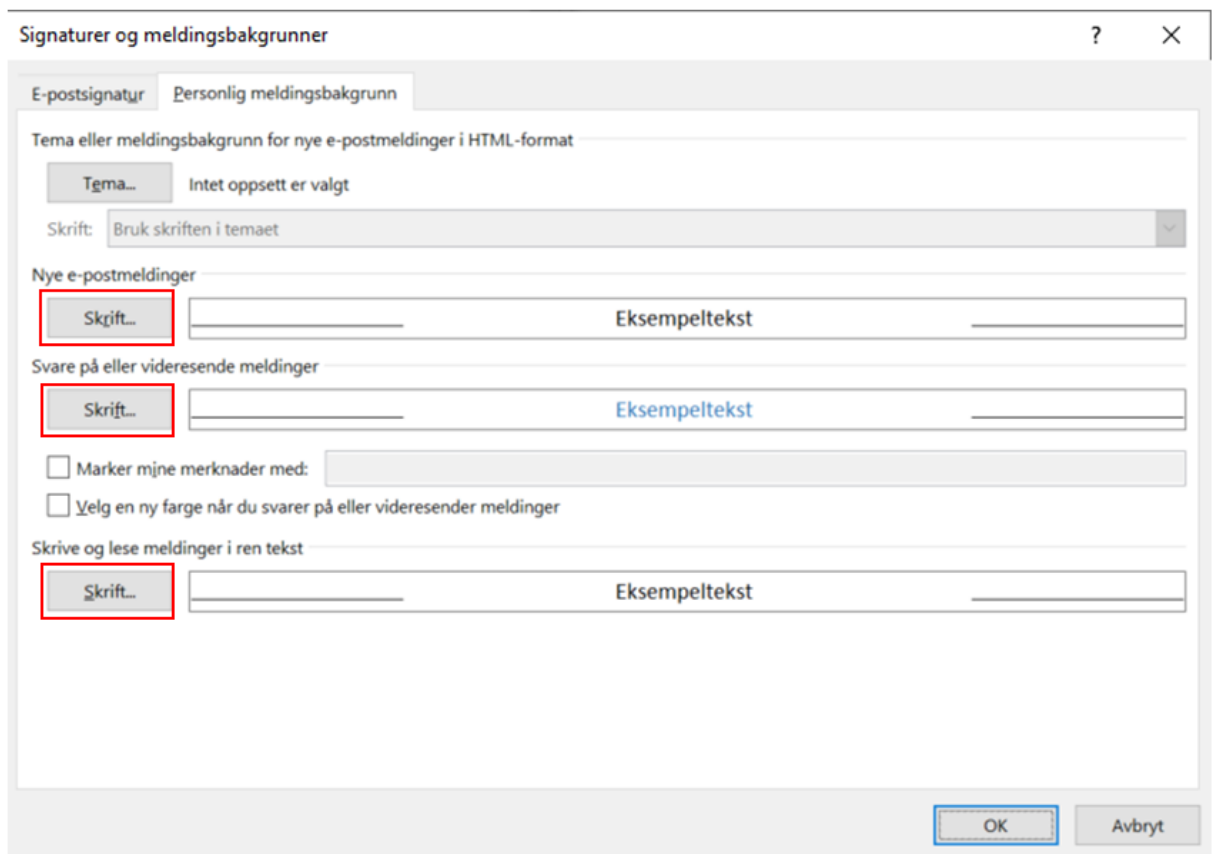 Signaturer og meldingsbakgrunner ?
E-postsignatur Personlig meldingsbakgrunn
Tema eller meldingsbakgrunn for nye e-postmeldinger i HTML-format
Tema... Intet oppsett er valgt
Skrift: Bruk skriften i temaet
Nye e-postmeldinger
Skrift... Eksempeltekst
Svare på eller videresende meldinger
Skrift... Eksempeltekst
Marker mine merknader med:
Velg en ny farge når du svarer på eller videresender meldinger
Skrive og lese meldinger i ren tekst
Skrift... Eksempeltekst
OK Avbryt